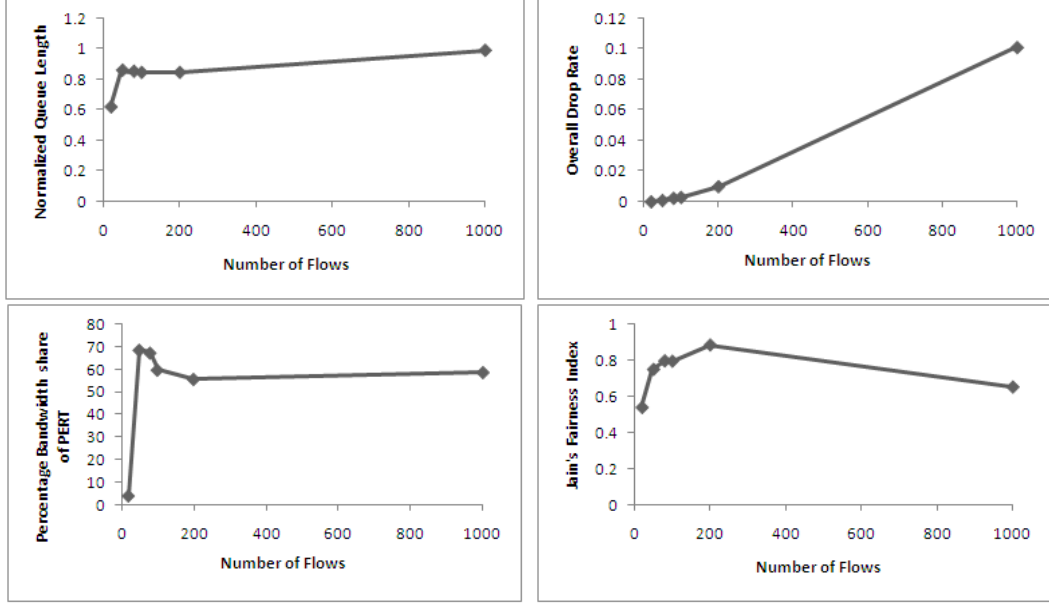 Normalized Queue Length
1.2
1
0.8
0.6
0.4
0.2
0
0 200 400 600 800 1000
Number of Flows
Overall Drop Rate
0.12
0.1
0.08
0.06
0.04
0.02
0
0 200 400 600 800 1000
Number of Flows
Percentage Bandwidth share
of PERT
80
70
60
50
40
30
20
10
0
0 200 400 600 800 1000
Number of Flows
Jain's Fairness Index
1
0.8
0.6
0.4
0.2
0
0 200 400 600 800 1000
Number of Flows